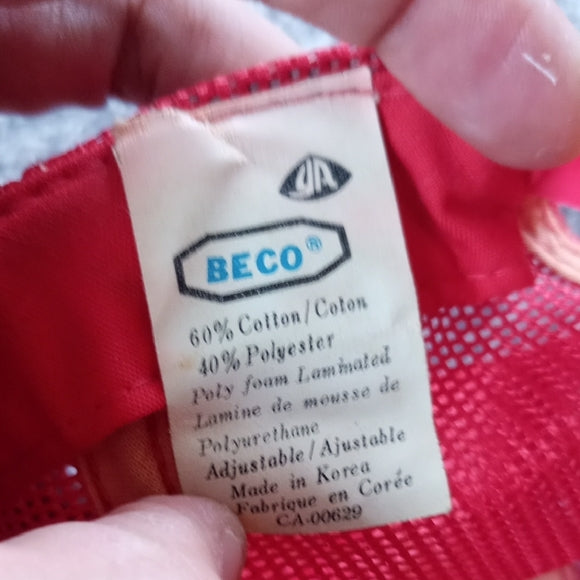 YA
BECO®
60% Cotton/Coton
40% Polyester
Poly foam Laminated
Lamine de mousse de
Polyurethane
Adjustable/Ajustable
Made in Korea
Fabrique en Corée
CA-00629